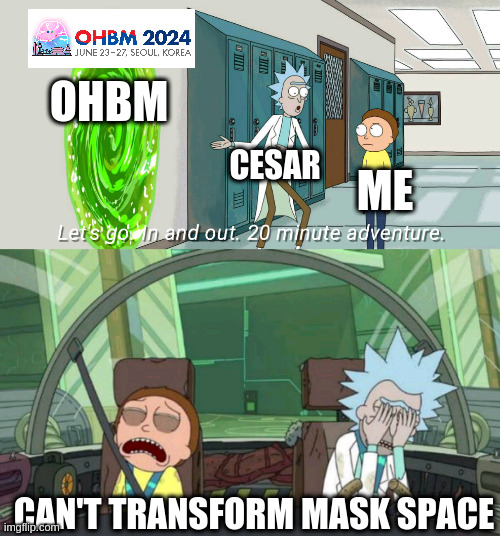 OHBM 2024
JUNE 23-27, SEOUL, KOREA
OHBM
CESAR
ME
Let's go. In and out. 20 minute adventure.
CAN'T TRANSFORM MASK SPACE
imgflip.com